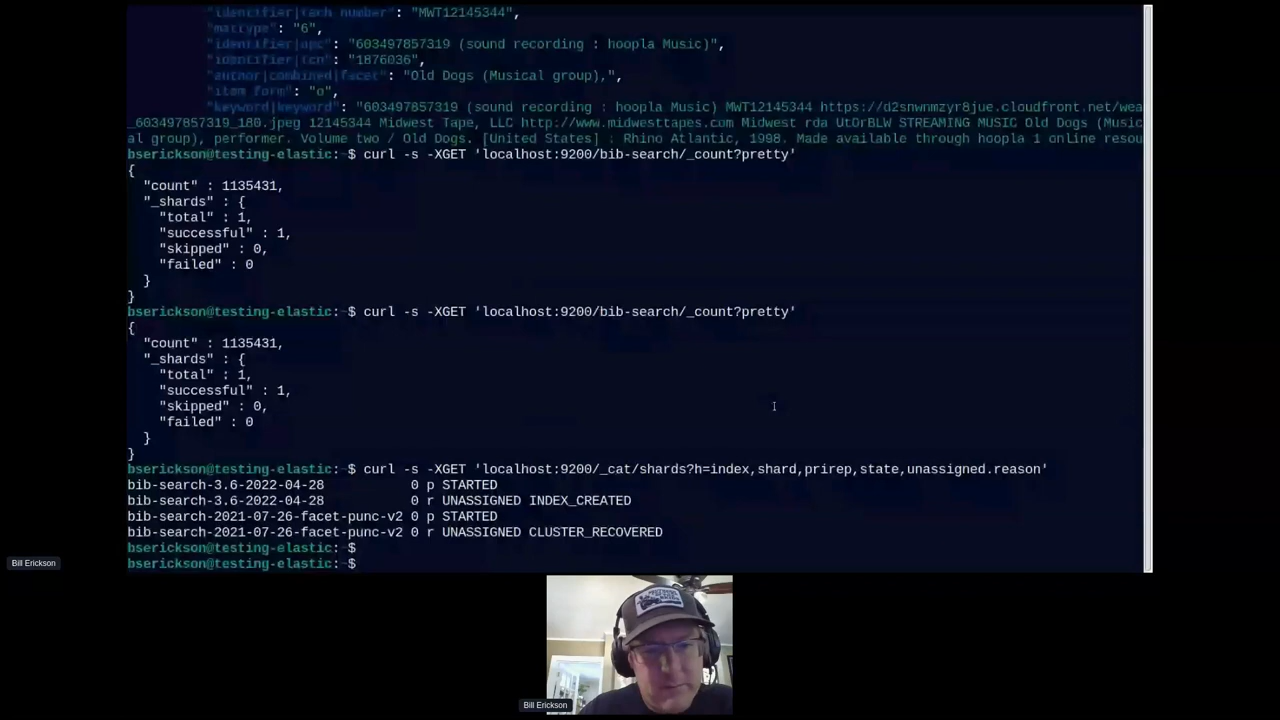 "identifier|tech_number": "MWT12145344",
"mattype": "6",
"identifier|upc": "603497857319 (sound recording : hoopla Music)",
"identifier|tcn": "1876036",
"author|combined|facet": "Old Dogs (Musical group),",
"item_form": "o",
"keyword|keyword": "603497857319 (sound recording : hoopla Music) MWT12145344 https://d2snwnmzyr8jue.cloudfront.net/wea
_603497857319_180.jpeg 12145344 Midwest Tape, LLC http://www.midwesttapes.com Midwest rda UtOrBLW STREAMING MUSIC Old Dogs (Music
al group), performer. Volume two / Old Dogs. [United States] : Rhino Atlantic, 1998. Made available through hoopla 1 online resou
bserickson@testing-elastic:~$ curl -s -XGET 'localhost:9200/bib-search/_count?pretty'
{
"count" : 1135431,
"_shards" : {
"total" : 1,
"successful" : 1,
"skipped" : 0,
"failed" : 0
}
}
bserickson@testing-elastic:~$ curl -s -XGET 'localhost:9200/bib-search/_count?pretty'
{
"count" : 1135431,
"_shards" : {
"total" : 1,
"successful" : 1,
"skipped" : 0,
"failed" : 0
}
}
bserickson@testing-elastic:~$ curl -s -XGET 'localhost:9200/_cat/shards?h=index,shard,prirep,state,unassigned.reason'
bib-search-3.6-2022-04-28 0 p STARTED
bib-search-3.6-2022-04-28 0 r UNASSIGNED INDEX_CREATED
bib-search-2021-07-26-facet-punc-v2 0 p STARTED
bib-search-2021-07-26-facet-punc-v2 0 r UNASSIGNED CLUSTER_RECOVERED
bserickson@testing-elastic:~$
bserickson@testing-elastic:~$
Bill Erickson
Bill Erickson